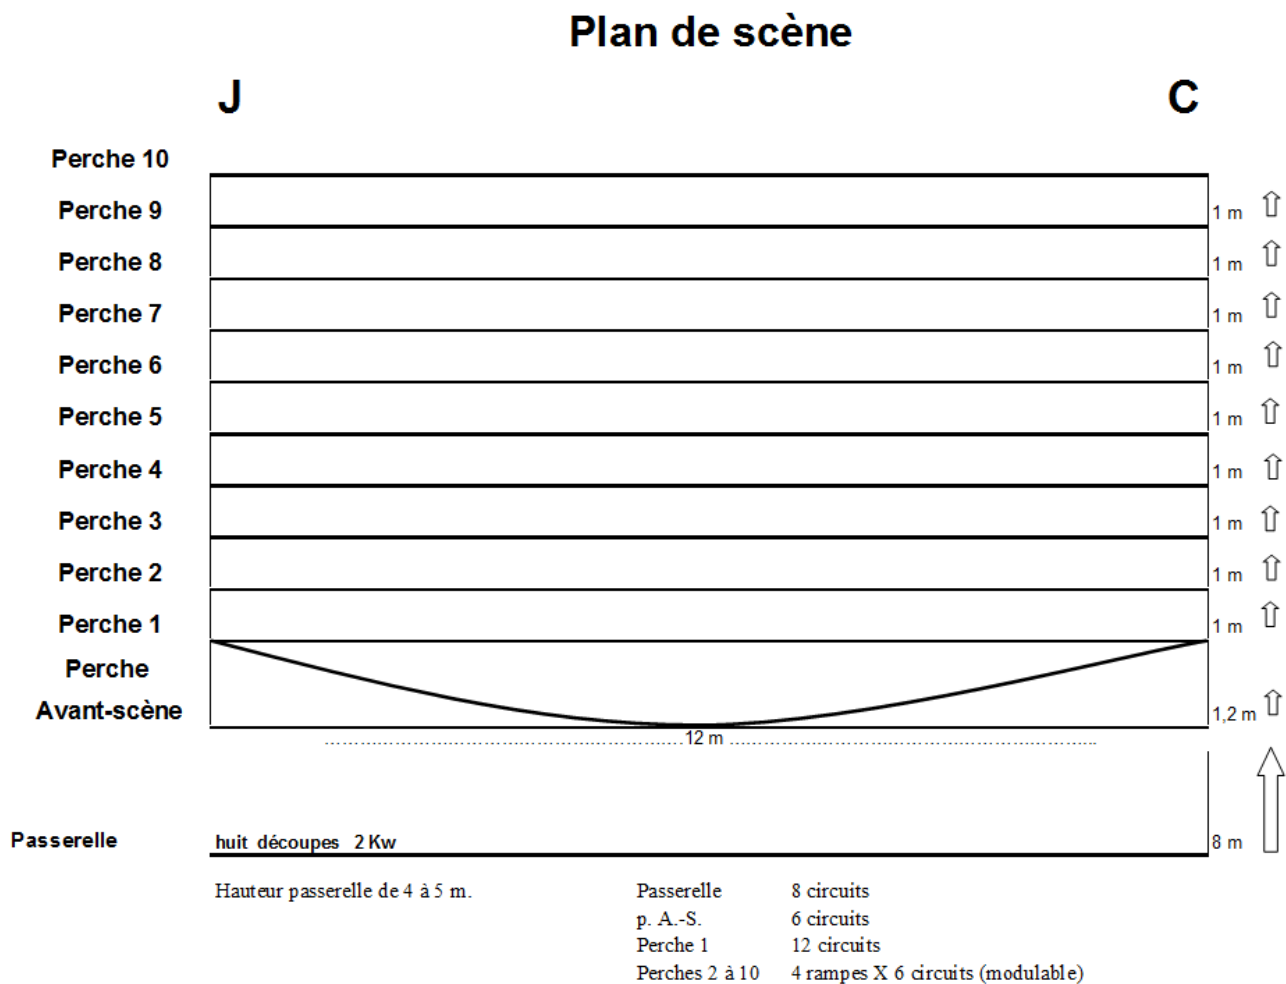 Plan de scène
J C
Perche 10
Perche 9 1 m
Perche 8 1 m
Perche 7 1 m
Perche 6 1 m
Perche 5 1 m
Perche 4 1 m
Perche 3 1 m
Perche 2 1 m
Perche 1 1 m
Perche
Avant-scène 1,2 m
12 m
Passerelle huit découpes 2 Kw 8 m
Hauteur passerelle de 4 à 5 m. Passerelle 8 circuits
p. A.-S. 6 circuits
Perche 1 12 circuits
Perches 2 à 10 4 rampes X 6 circuits (modulable)